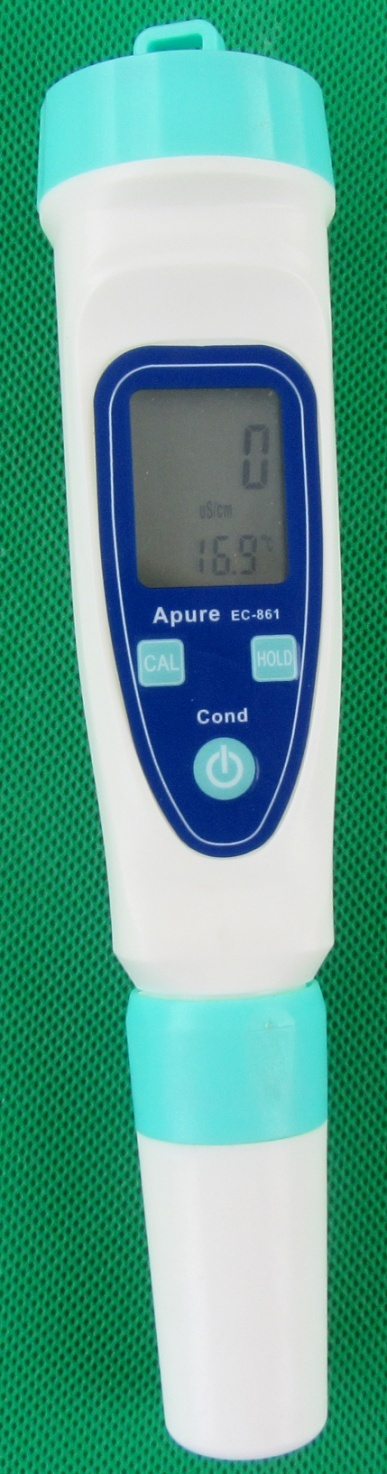 0
uS/cm
16.9℃
Apure EC-861
CAL HOLD
Cond